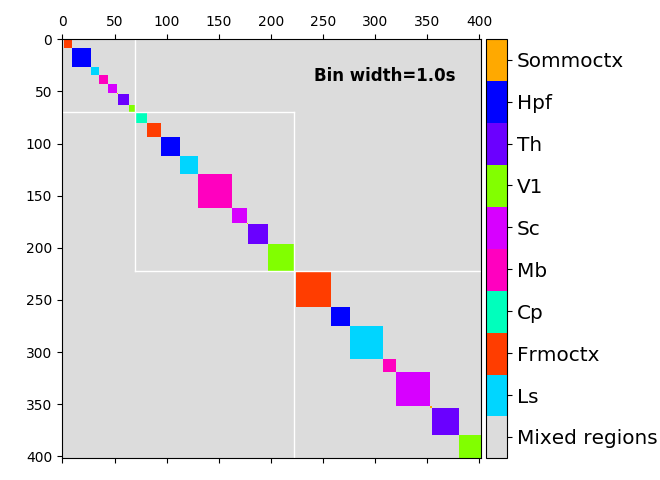 0 50 100 150 200 250 300 350 400
0
50
100
150
200
250
300
350
400
Bin width=1.0s
Sommoctx
Hpf
Th
V1
Sc
Mb
Cp
Frmoctx
Ls
Mixed regions